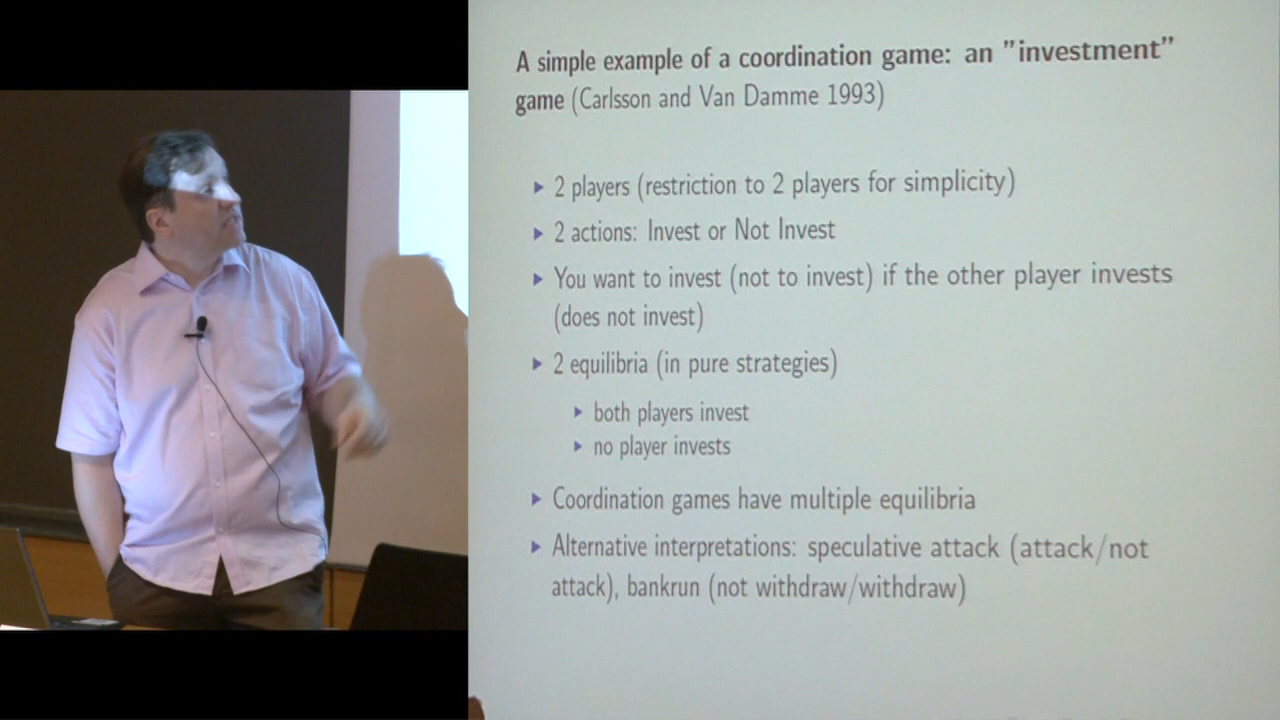 A simple example of a coordination game: an "investment"
game (Carlsson and Van Damme 1993)
2 players (restriction to 2 players for simplicity)
2 actions: Invest or Not Invest
You want to invest (not to invest) if the other player invests
(does not invest)
2 equilibria (in pure strategies)
both players invest
no player invests
Coordination games have multiple equilibria
Alternative interpretations: speculative attack (attack/not
attack), bankrun (not withdraw/withdraw)